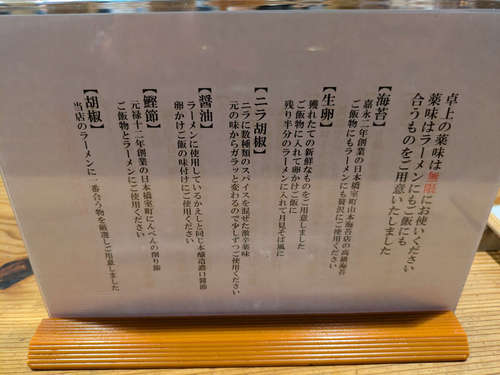 卓上の薬味は無限にお使いください
薬味はラーメンにもご飯にも
合うものをご用意いたしました
【海苔】
嘉永二年創業の日本橋室町山本海苔店の高級海苔
ご飯物にもラーメンにも贅沢にご使用ください
【生卵】
獲れたての新鮮なものをご用意しました
ご飯物に入れて卵かけご飯に
残り半分のラーメンに入れて月見そば風に
【ニラ胡椒】
ニラに数種類のスパイスを混ぜた激辛薬味
元の味からガラッと変わるので少しずつご使用ください
【醤油】
ラーメンに使用しているかえしと同じ本醸造濃口醤油
卵かけご飯の味付けにご使用ください
【鰹節】
元禄十二年創業の日本橋室町にんべんの削り節
ご飯物とラーメンにご使用ください
【胡椒】
当店のラーメンに一番合う物を厳選しご用意しました